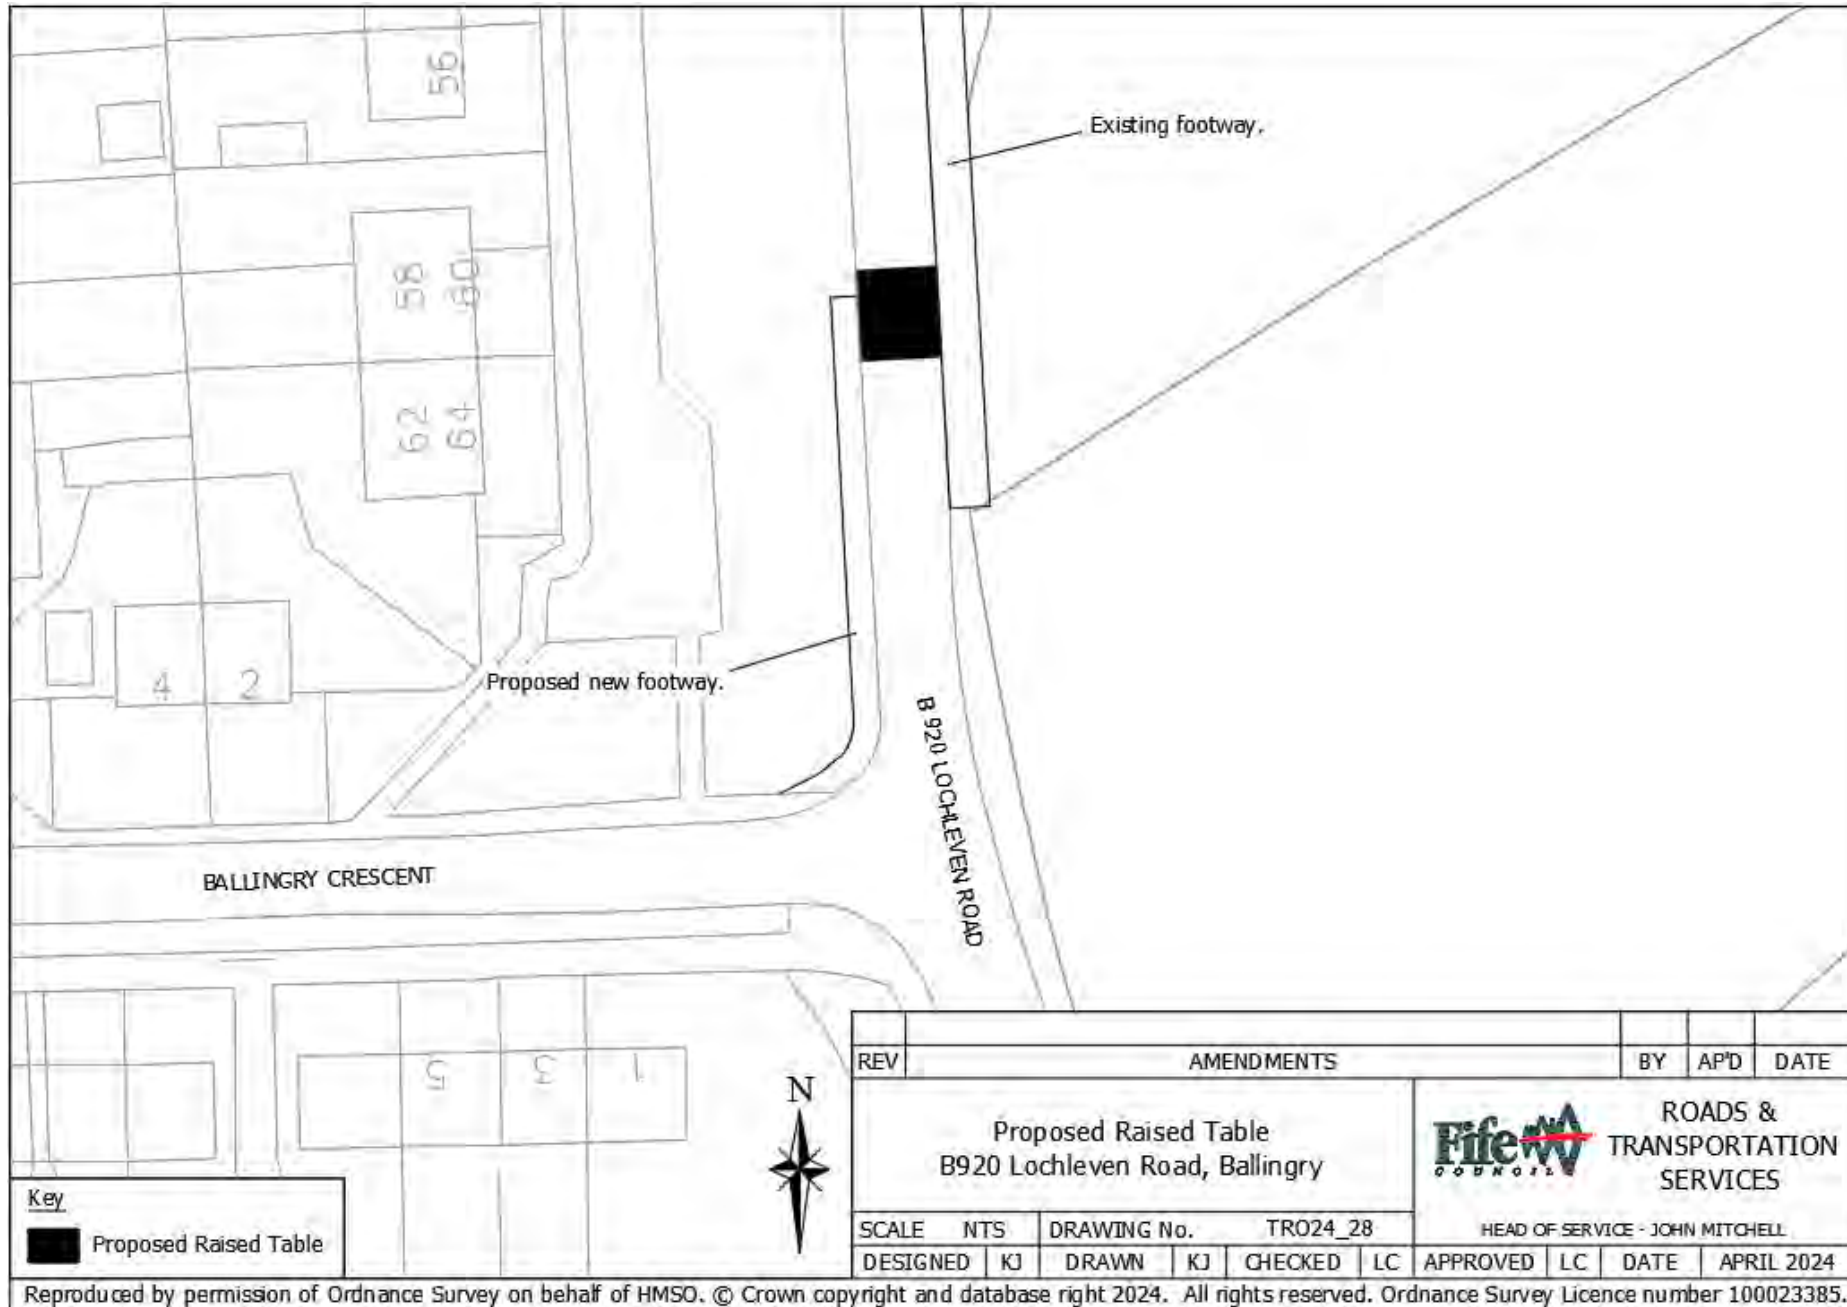 56
Existing footway.
58
60
62
64
4
2
Proposed new footway.
B 920 LOCHLEVEN ROAD
BALLINGRY CRESCENT
5
3
1
N
Key
Proposed Raised Table
REV AMENDMENTS BY AP'D DATE
Proposed Raised Table
B920 Lochleven Road, Ballingry
Fife
COUNCIL
ROADS &
TRANSPORTATION
SERVICES
HEAD OF SERVICE - JOHN MITCHELL
SCALE NTS DRAWING No. TRO24_28
DESIGNED KJ DRAWN KJ CHECKED LC APPROVED LC DATE APRIL 2024
Reproduced by permission of Ordnance Survey on behalf of HMSO. © Crown copyright and database right 2024. All rights reserved. Ordnance Survey Licence number 100023385.